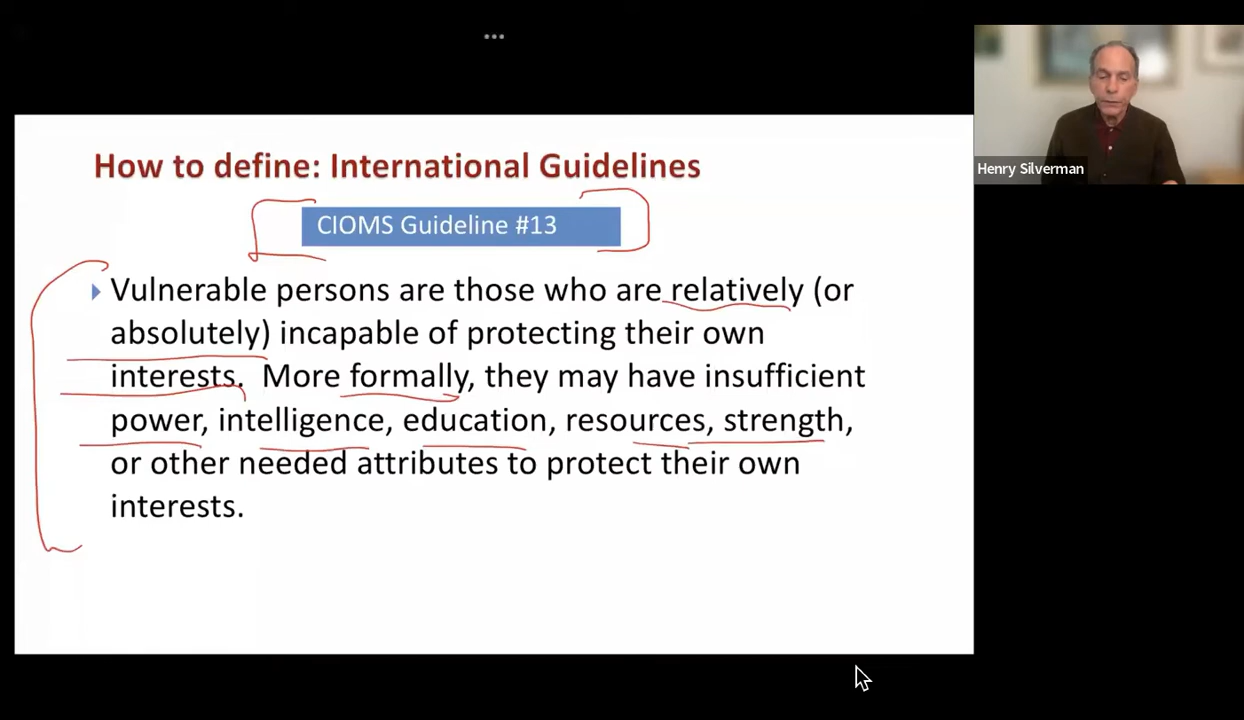 How to define: International Guidelines
CIOMS Guideline #13
Vulnerable persons are those who are relatively (or
absolutely) incapable of protecting their own
interests. More formally, they may have insufficient
power, intelligence, education, resources, strength,
or other needed attributes to protect their own
interests.
Henry Silverman